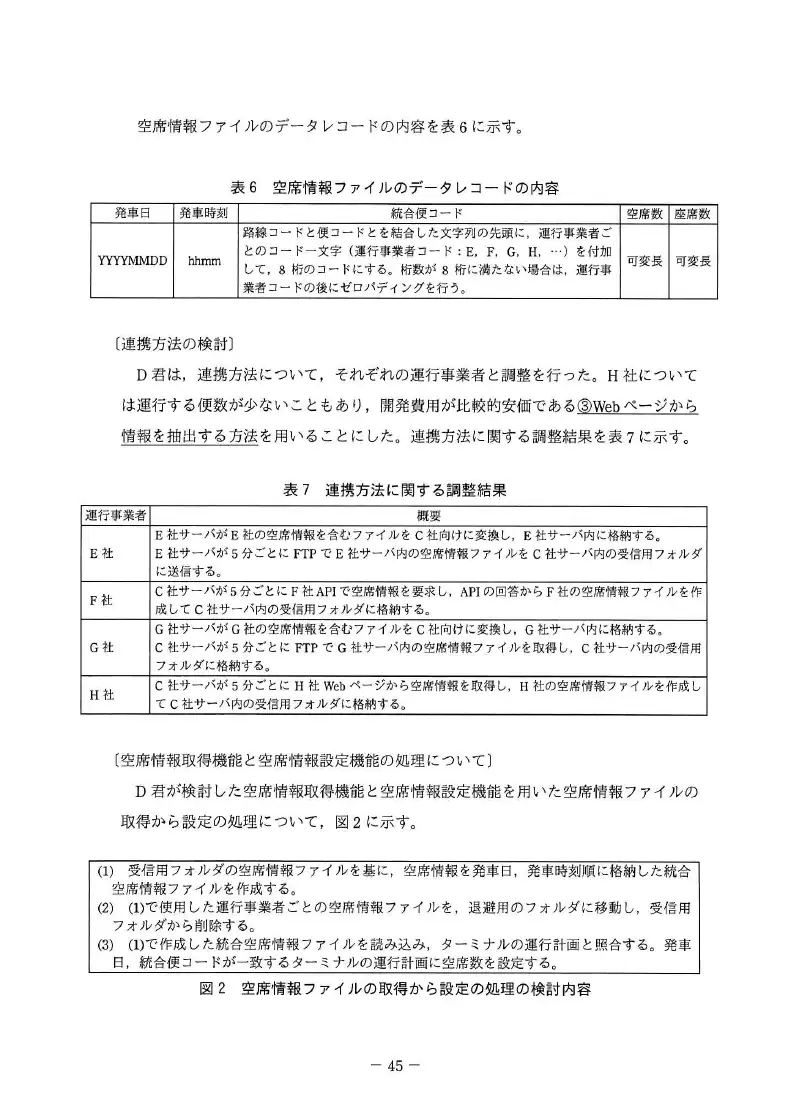 空席情報ファイルのデータレコードの内容を表6に示す。
表6 空席情報ファイルのデータレコードの内容
発車日 発車時刻 統合便コード 空席数 座席数
YYYYMMDD hhmm 路線コードと便コードとを結合した文字列の先頭に，運行事業者ご
とのコード一文字（運行事業者コード：E，F，G，H，…）を付加
して，8 桁のコードにする。桁数が 8 桁に満たない場合は，運行事
業者コードの後にゼロパディングを行う。 可変長 可変長
〔連携方法の検討〕
D 君は，連携方法について，それぞれの運行事業者と調整を行った。H 社について
は運行する便数が少ないこともあり，開発費用が比較的安価である③Web ページから
情報を抽出する方法を用いることにした。連携方法に関する調整結果を表 7 に示す。
表7 連携方法に関する調整結果
運行事業者 概要
E 社 E 社サーバが E 社の空席情報を含むファイルを C 社向けに変換し，E 社サーバ内に格納する。
E 社サーバが 5 分ごとに FTP で E 社サーバ内の空席情報ファイルを C 社サーバ内の受信用フォルダ
に送信する。
F 社 C 社サーバが 5 分ごとに F 社 API で空席情報を要求し，API の回答から F 社の空席情報ファイルを作
成して C 社サーバ内の受信用フォルダに格納する。
G 社 G 社サーバが G 社の空席情報を含むファイルを C 社向けに変換し，G 社サーバ内に格納する。
C 社サーバが 5 分ごとに FTP で G 社サーバ内の空席情報ファイルを取得し，C 社サーバ内の受信用
フォルダに格納する。
H 社 C 社サーバが 5 分ごとに H 社 Web ページから空席情報を取得し，H 社の空席情報ファイルを作成し
て C 社サーバ内の受信用フォルダに格納する。
〔空席情報取得機能と空席情報設定機能の処理について〕
D 君が検討した空席情報取得機能と空席情報設定機能を用いた空席情報ファイルの
取得から設定の処理について，図 2 に示す。
(1) 受信用フォルダの空席情報ファイルを基に，空席情報を発車日，発車時刻順に格納した統合
空席情報ファイルを作成する。
(2) (1)で使用した運行事業者ごとの空席情報ファイルを，退避用のフォルダに移動し，受信用
フォルダから削除する。
(3) (1)で作成した統合空席情報ファイルを読み込み，ターミナルの運行計画と照合する。発車
日，統合便コードが一致するターミナルの運行計画に空席数を設定する。
図2 空席情報ファイルの取得から設定の処理の検討内容
－ 45 －